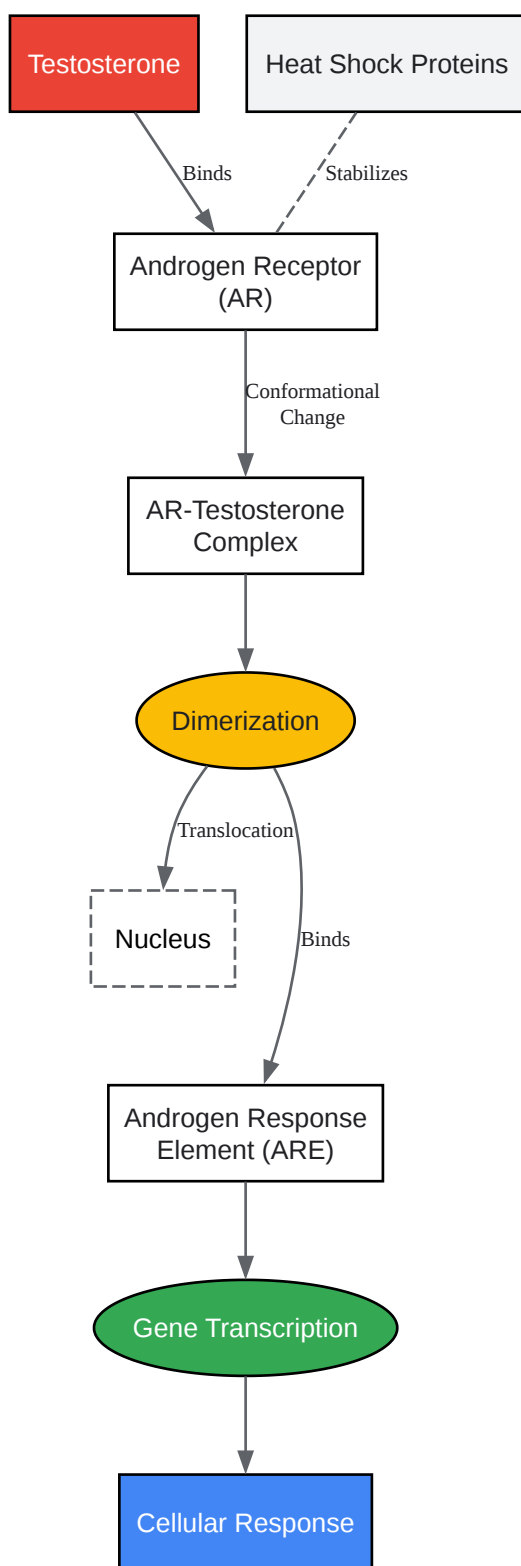 Testosterone
Heat Shock Proteins
Binds
Stabilizes
Androgen Receptor
(AR)
Conformational
Change
AR-Testosterone
Complex
Dimerization
Translocation
Nucleus
Binds
Androgen Response
Element (ARE)
Gene Transcription
Cellular Response